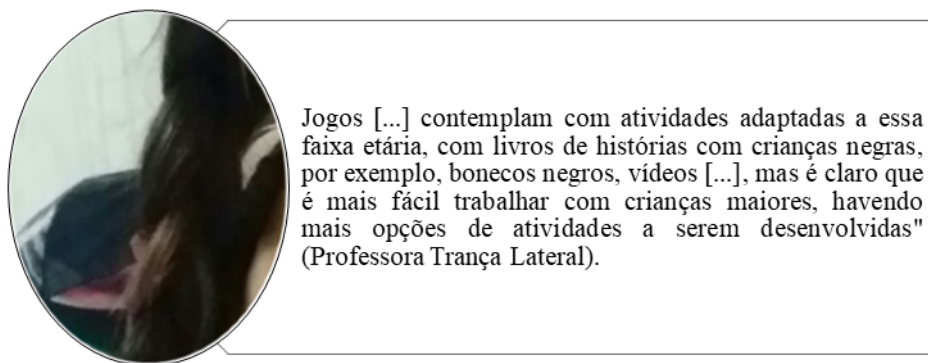 Jogos [...] contemplam com atividades adaptadas a essa
faixa etária, com livros de histórias com crianças negras,
por exemplo, bonecos negros, vídeos [...], mas é claro que
é mais fácil trabalhar com crianças maiores, havendo
mais opções de atividades a serem desenvolvidas"
(Professora Trança Lateral).